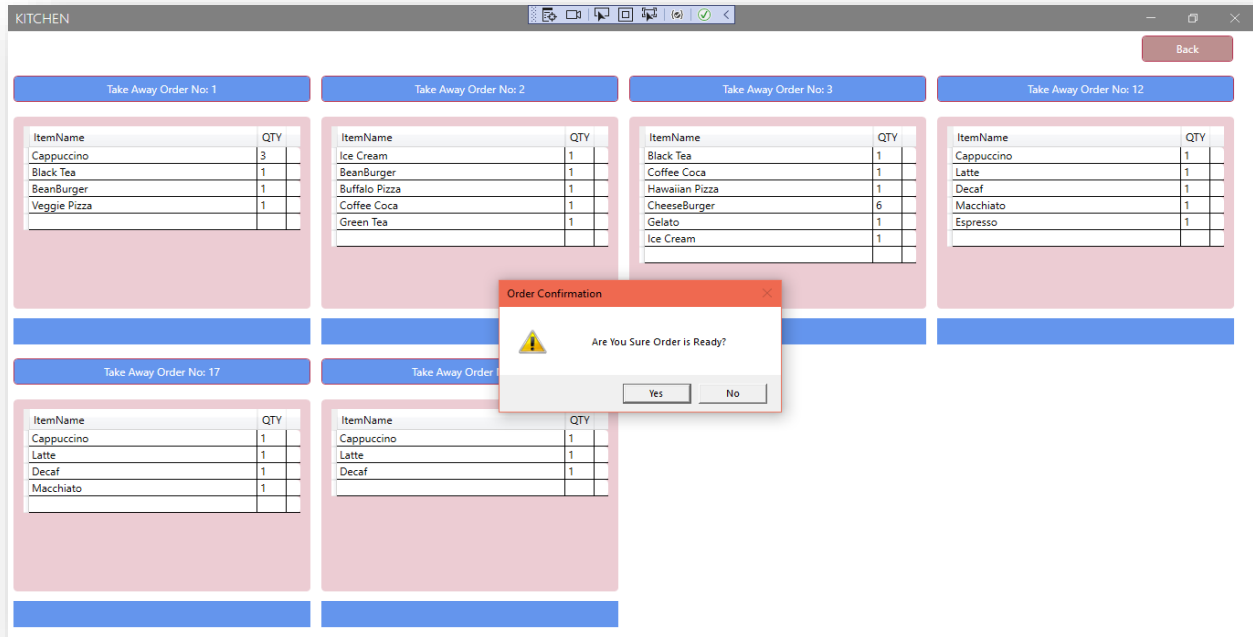 KITCHEN
Back
Take Away Order No: 1
Take Away Order No: 2
Take Away Order No: 3
Take Away Order No: 12
ItemName QTY
Cappuccino 3
Black Tea 1
BeanBurger 1
Veggie Pizza 1
ItemName QTY
Ice Cream 1
BeanBurger 1
Buffalo Pizza 1
Coffee Coca 1
Green Tea 1
ItemName QTY
Black Tea 1
Coffee Coca 1
Hawaiian Pizza 1
CheeseBurger 6
Gelato 1
Ice Cream 1
ItemName QTY
Cappuccino 1
Latte 1
Decaf 1
Macchiato 1
Espresso 1
Order Confirmation
Are You Sure Order is Ready?
Yes No
Take Away Order No: 17
Take Away Order
ItemName QTY
Cappuccino 1
Latte 1
Decaf 1
Macchiato 1
ItemName QTY
Cappuccino 1
Latte 1
Decaf 1